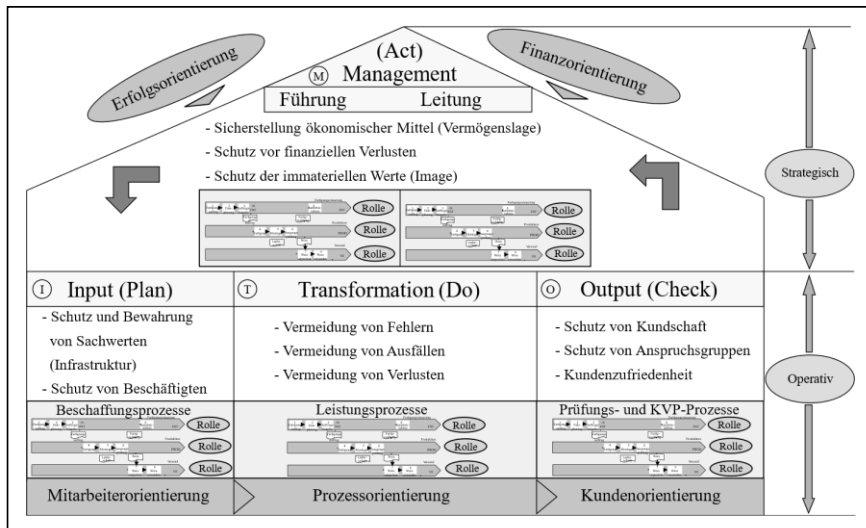 Erfolgsorientierung
(Act)
Finanzorientierung
M Management
Führung Leitung
- Sicherstellung ökonomischer Mittel (Vermögenslage)
- Schutz vor finanziellen Verlusten
- Schutz der immateriellen Werte (Image)
Strategisch
Rolle Rolle
Rolle Rolle
Rolle Rolle
I Input (Plan)
T Transformation (Do)
O Output (Check)
- Schutz und Bewahrung
von Sachwerten
(Infrastruktur)
- Schutz von Beschäftigten
- Vermeidung von Fehlern
- Vermeidung von Ausfällen
- Vermeidung von Verlusten
- Schutz von Kundschaft
- Schutz von Anspruchsgruppen
- Kundenzufriedenheit
Operativ
Beschaffungsprozesse
Rolle
Rolle
Rolle
Leistungsprozesse
Rolle
Rolle
Rolle
Prüfungs- und KVP-Prozesse
Rolle
Rolle
Rolle
Mitarbeiterorientierung
Prozessorientierung
Kundenorientierung